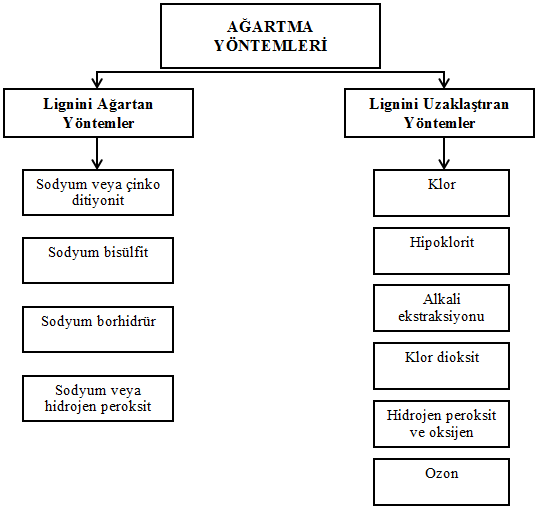 AĞARTMA
YÖNTEMLERİ
Lignini Ağartan
Yöntemler
Sodyum veya çinko
ditiyonit
Sodyum bisülfit
Sodyum borhidrür
Sodyum veya
hidrojen peroksit
Lignini Uzaklaştıran
Yöntemler
Klor
Hipoklorit
Alkali
ekstraksiyonu
Klor dioksit
Hidrojen peroksit
ve oksijen
Ozon